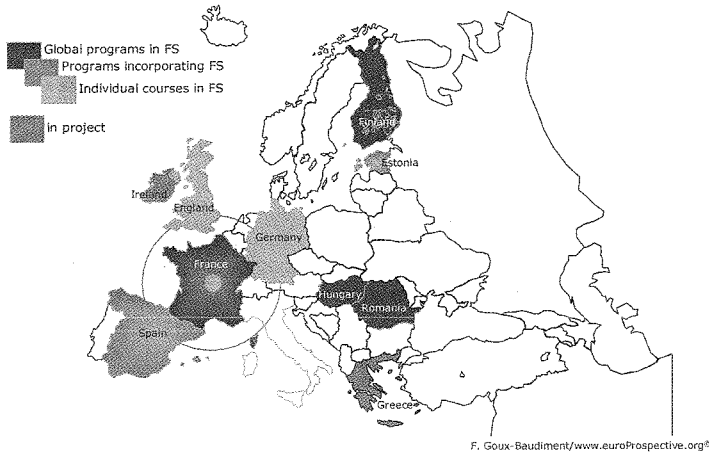 Global programs in FS
Programs incorporating FS
Individual courses in FS
in project
Finland
Estonia
Ireland
England
Germany
France
Hungary
Romania
Spain
Greece
F. Goux-Baudiment/www.euroProspective.org©